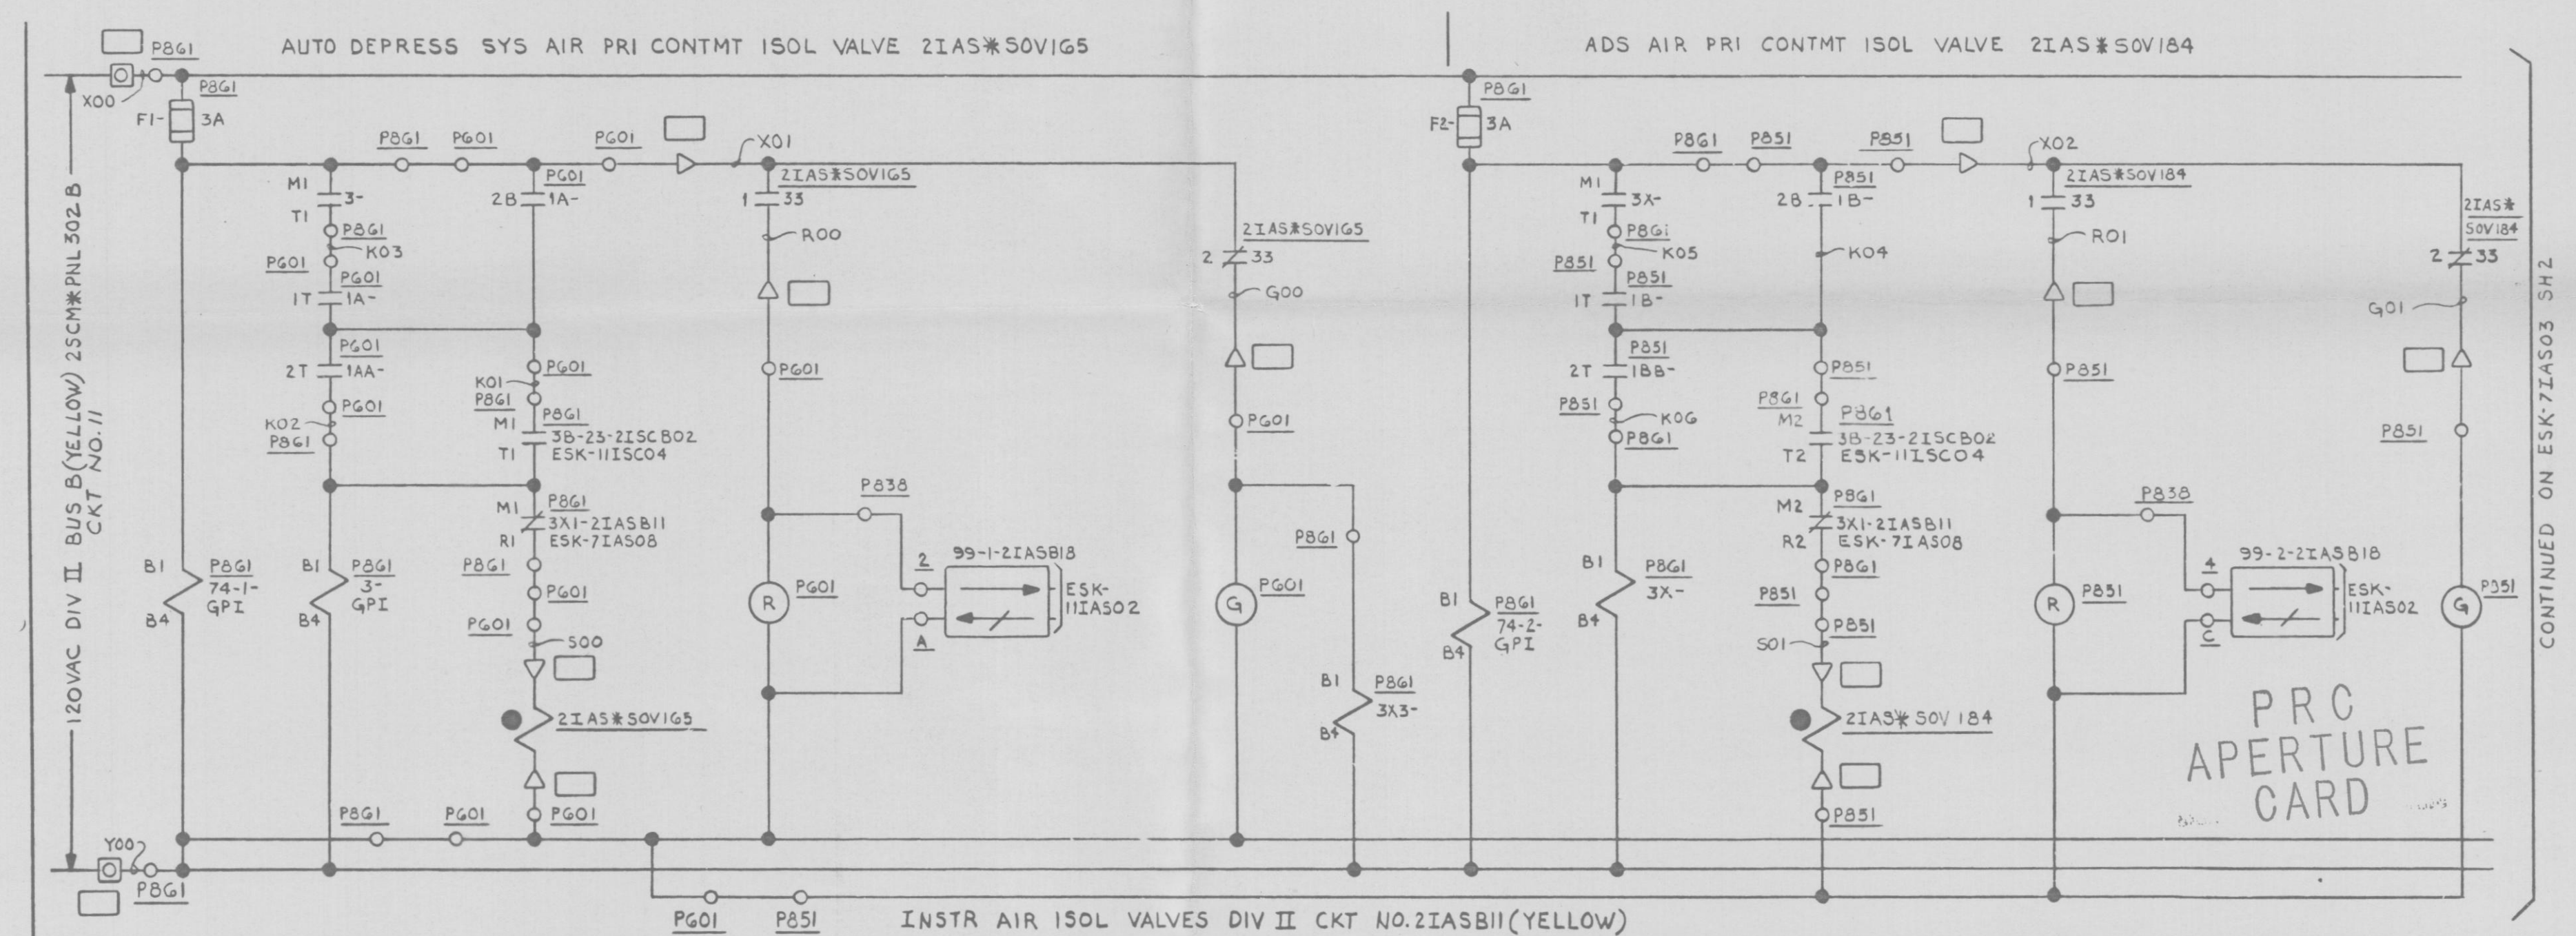 AUTO DEPRESS SYS AIR PRI CONTMT ISOL VALVE 2IAS*SOV165
ADS AIR PRI CONTMT ISOL VALVE 2IAS*SOV184
120VAC DIV II BUS B(YELLOW) 2SCM*PNL302B
CKT NO.11
P861
X00
P861
F1- 3A
P861
P601
P601
X01
M1 3-
T1
P861
K03
P601
P601
1T 1A-
P601
2T 1AA-
P601
K02
P861
P601
2B 1A-
P601
K01
P861
P861
M1
3B-23-2ISCB02
T1 ESK-11ISC04
P861
M1
3X1-2IASB11
R1 ESK-7IAS08
P861
P601
P601
S00
2IAS*SOV165
P601
B1 P861
74-1-
GPI
B4
B1 P861
3-
GPI
B4
2IAS*SOV165
1 33
R00
P601
P838
99-1-2IASB18
2
A
ESK-
11IAS02
R P601
2IAS*SOV165
2 33
G00
P601
G P601
P861
B1 P861
3X3-
B4
P861
P601
Y00
P861
P601 P851
INSTR AIR ISOL VALVES DIV II CKT NO.2IASB11(YELLOW)
P861
F2- 3A
P861
P851
P851
X02
M1 3X-
T1
P861
K05
P851
P851
1T 1B-
P851
2T 1BB-
P851
K06
P861
P851
2B 1B-
K04
P851
P861
M2 P861
3B-23-2ISCB02
T2 ESK-11ISC04
M2 P861
3X1-2IASB11
R2 ESK-7IAS08
P861
P851
P851
S01
2IAS*SOV184
P851
B1 P861
74-2-
GPI
B4
B1 P861
3X-
B4
2IAS*SOV184
1 33
R01
P851
P838
99-2-2IASB18
4
C
ESK-
11IAS02
R P851
2IAS*
SOV184
2 33
G01
P851
G P851
CONTINUED ON ESK-7IAS03 SH2
PRC
APERTURE
CARD